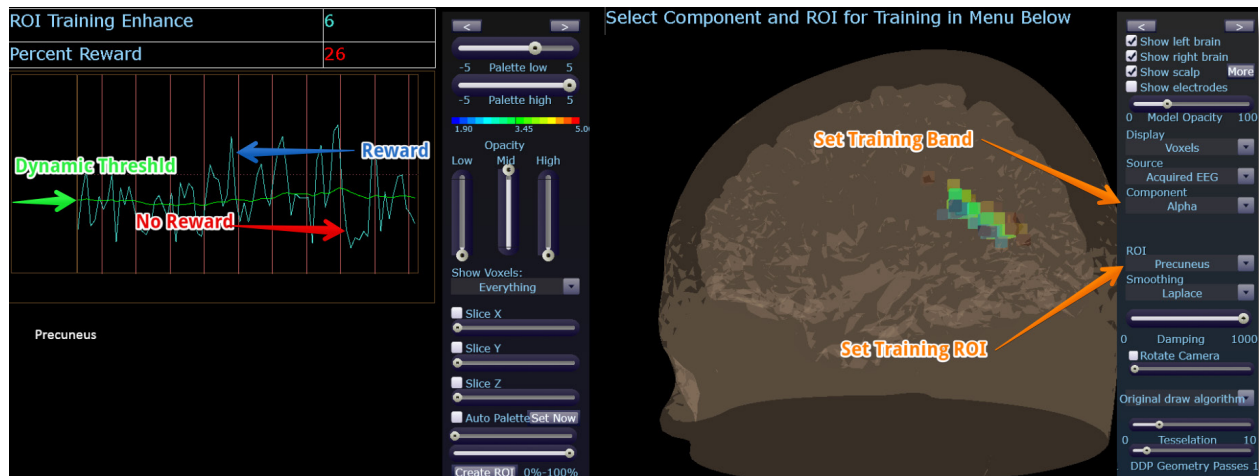 ROI Training Enhance 6
Percent Reward 26
Dynamic Threshld
Reward
No Reward
Precuneus
< >
-5 Palette low 5
-5 Palette high 5
1.90 3.45 5.00
Opacity
Low Mid High
Show Voxels:
Everything
Slice X
Slice Y
Slice Z
Auto Palette Set Now
Create ROI 0%-100%
Select Component and ROI for Training in Menu Below
Set Training Band
Set Training ROI
< >
Show left brain
Show right brain
Show scalp More
Show electrodes
0 Model Opacity 100
Display
Voxels
Source
Acquired EEG
Component
Alpha
ROI
Precuneus
Smoothing
Laplace
0 Damping 1000
Rotate Camera
Original draw algorithm
0 Tesselation 10
DDP Geometry Passes